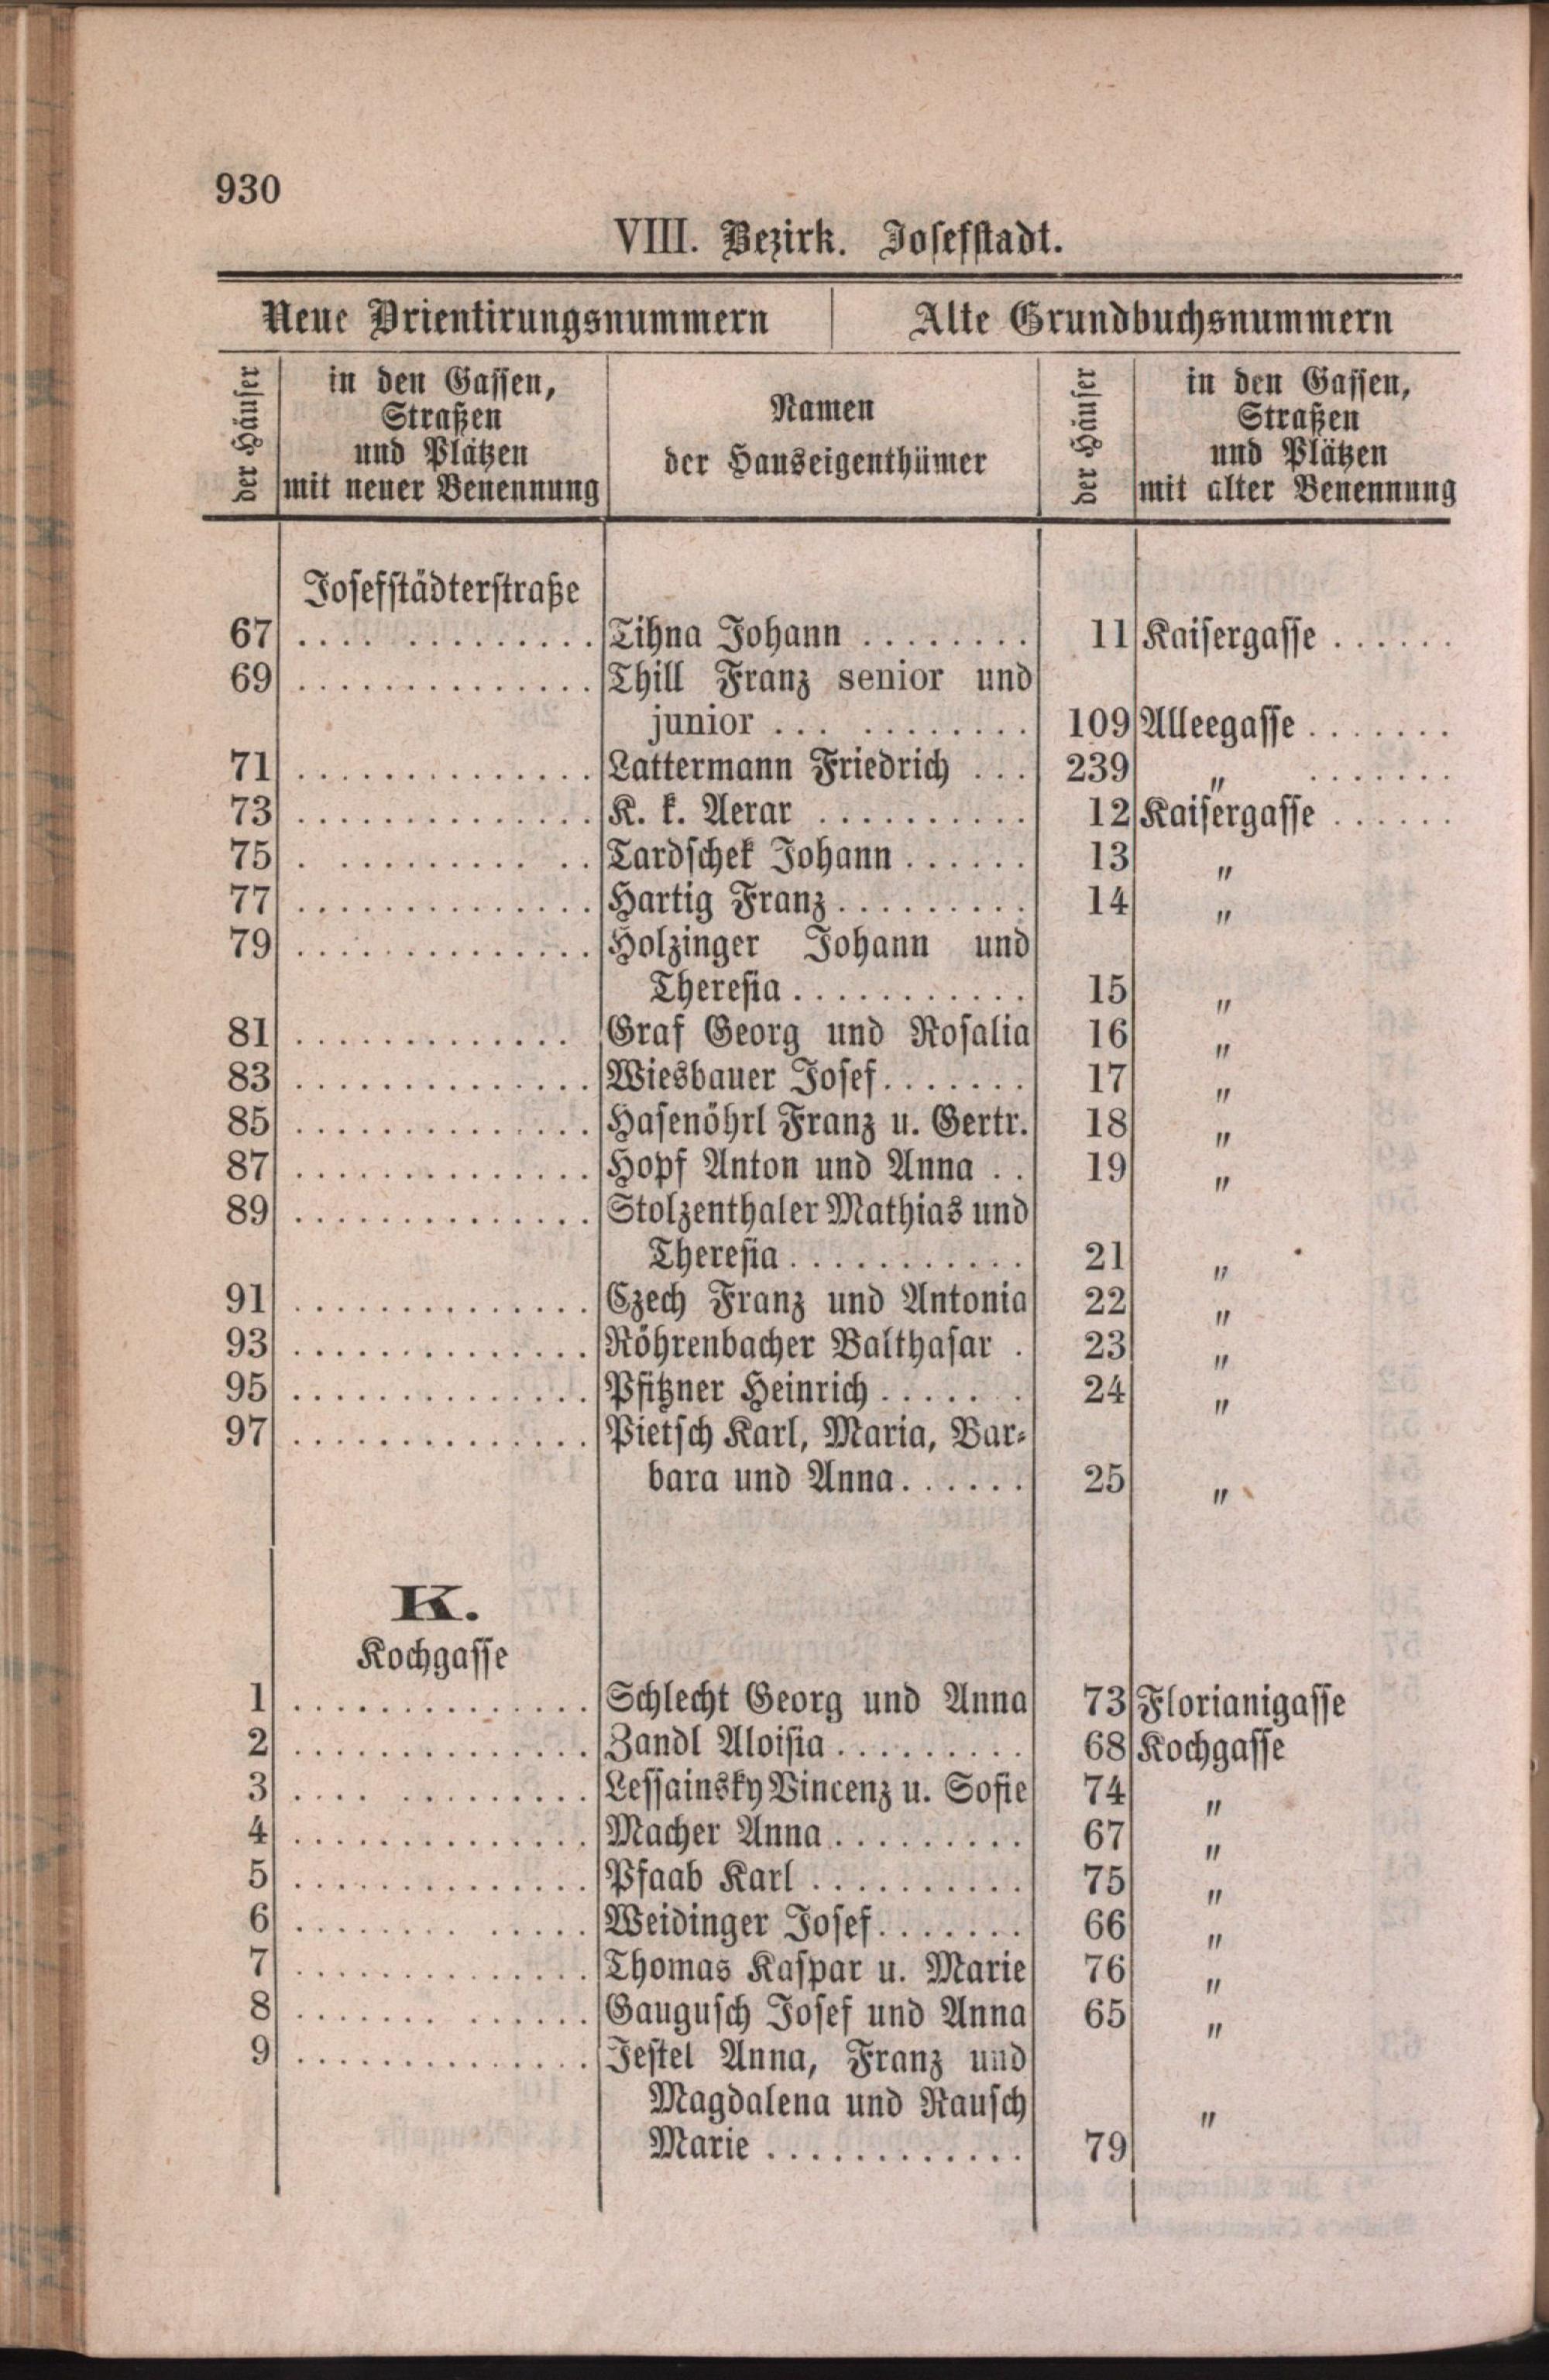 930
VIII. Bezirk. Josefstadt.
Neue Orientirungsnummern Alte Grundbuchsnummern
der Häuser
in den Gassen,
Straßen
und Plätzen
mit neuer Benennung
Namen
der Hauseigenthümer
der Häuser
in den Gassen,
Straßen
und Plätzen
mit alter Benennung
Josefstädterstraße
67 .............. Tihna Johann ........ 11 Kaisergasse ......
69 .............. Thill Franz senior und
junior ... ........ 109 Alleegasse .......
71 .............. Lattermann Friedrich ... 239 " .......
73 .............. K. k. Aerar .......... 12 Kaisergasse ......
75 . ......... .. Tardschek Johann ...... 13 "
77 .............. Hartig Franz ......... 14 "
79 .............. Holzinger Johann und
Theresia ........... 15 "
81 ............. Graf Georg und Rosalia 16 "
83 .............. Wiesbauer Josef ....... 17 "
85 .............. Hasenöhrl Franz u. Gertr. 18 "
87 .............. Hopf Anton und Anna .. 19 "
89 .............. Stolzenthaler Mathias und
Theresia ........... 21 "
91 .............. Czech Franz und Antonia 22 "
93 .............. Röhrenbacher Balthasar . 23 "
95 .............. Pfitzner Heinrich ...... 24 "
97 .............. Pietsch Karl, Maria, Bar-
bara und Anna ...... 25 "
K.
Kochgasse
1 .............. Schlecht Georg und Anna 73 Florianigasse
2 .............. Zandl Aloisia ......... 68 Kochgasse
3 .... ......... Lessainsky Vincenz u. Sofie 74 "
4 .............. Macher Anna ......... 67 "
5 .............. Pfaab Karl .......... 75 "
6 ......... ..... Weidinger Josef ....... 66 "
7 .............. Thomas Kaspar u. Marie 76 "
8 ........ ...... Gaugusch Josef und Anna 65 "
9 .............. Jestel Anna, Franz und
Magdalena und Rausch "
Marie ............ 79